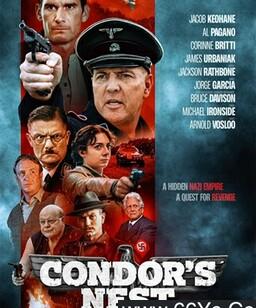 JACOB KEOHANE
AL PAGANO
CORINNE BRITTI
JAMES URBANIAK
JACKSON RATHBONE
JORGE GARCIA
BRUCE DAVISON
MICHAEL IRONSIDE
ARNOLD VOSLOO
A HIDDEN NAZI EMPIRE
A QUEST FOR REVENGE
CONDOR'S
NEST